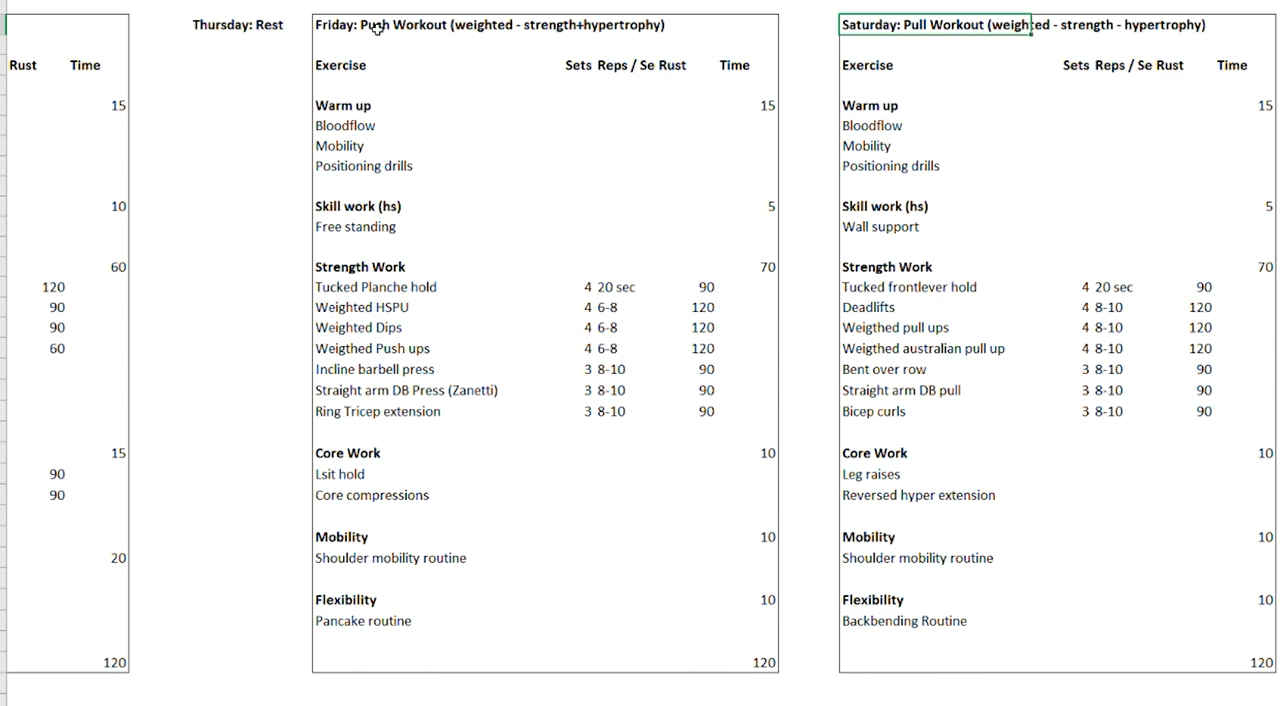 Thursday: Rest
Rust Time
15
10
60
120
90
90
60
15
90
90
20
120
Friday: Push Workout (weighted - strength+hypertrophy)
Exercise Sets Reps / Se Rust Time
Warm up 15
Bloodflow
Mobility
Positioning drills
Skill work (hs) 5
Free standing
Strength Work 70
Tucked Planche hold 4 20 sec 90
Weighted HSPU 4 6-8 120
Weighted Dips 4 6-8 120
Weigthed Push ups 4 6-8 120
Incline barbell press 3 8-10 90
Straight arm DB Press (Zanetti) 3 8-10 90
Ring Tricep extension 3 8-10 90
Core Work 10
Lsit hold
Core compressions
Mobility 10
Shoulder mobility routine
Flexibility 10
Pancake routine
120
Saturday: Pull Workout (weighted - strength - hypertrophy)
Exercise Sets Reps / Se Rust Time
Warm up 15
Bloodflow
Mobility
Positioning drills
Skill work (hs) 5
Wall support
Strength Work 70
Tucked frontlever hold 4 20 sec 90
Deadlifts 4 8-10 120
Weigthed pull ups 4 8-10 120
Weigthed australian pull up 4 8-10 120
Bent over row 3 8-10 90
Straight arm DB pull 3 8-10 90
Bicep curls 3 8-10 90
Core Work 10
Leg raises
Reversed hyper extension
Mobility 10
Shoulder mobility routine
Flexibility 10
Backbending Routine
120